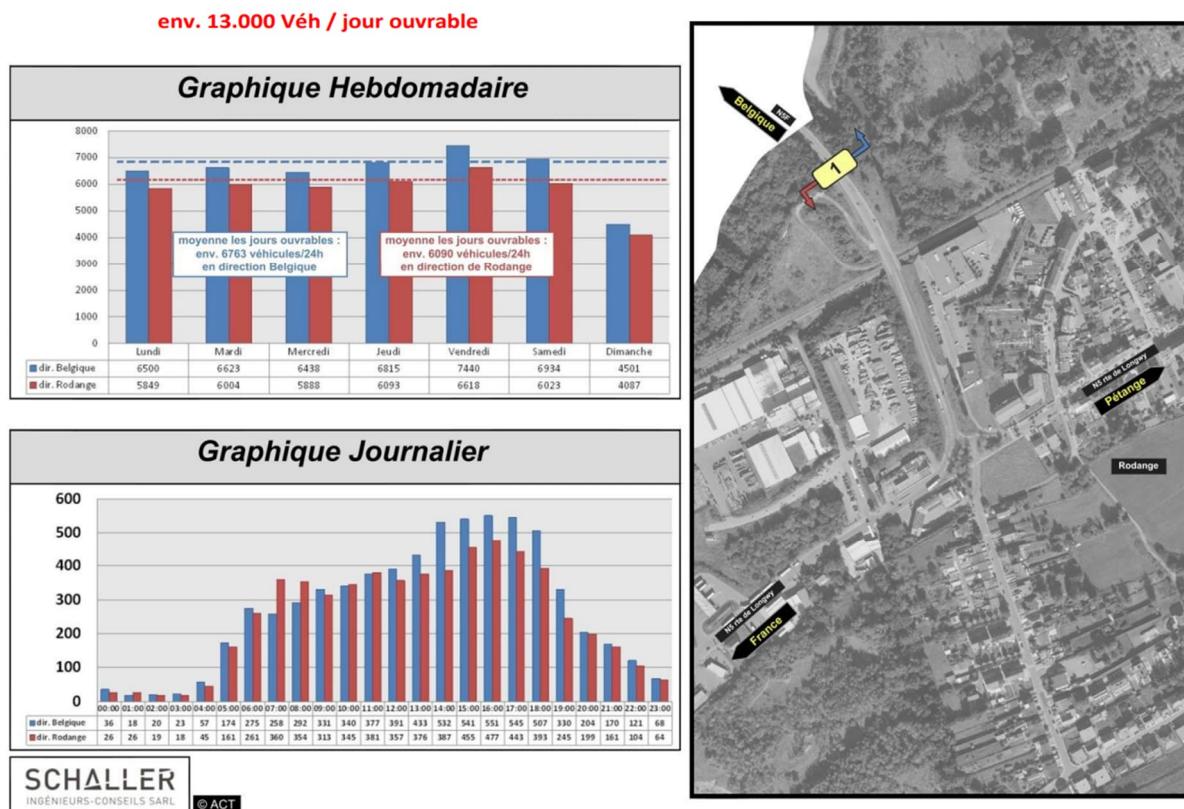 env. 13.000 Véh / jour ouvrable
Graphique Hebdomadaire
8000
7000
6000
5000
4000
3000
2000
1000
0
moyenne les jours ouvrables :
env. 6763 véhicules/24h
en direction Belgique
moyenne les jours ouvrables :
env. 6090 véhicules/24h
en direction de Rodange
Lundi Mardi Mercredi Jeudi Vendredi Samedi Dimanche
dir. Belgique 6500 6623 6438 6815 7440 6934 4501
dir. Rodange 5849 6004 5888 6093 6618 6023 4087
Graphique Journalier
600
500
400
300
200
100
0
00:00 01:00 02:00 03:00 04:00 05:00 06:00 07:00 08:00 09:00 10:00 11:00 12:00 13:00 14:00 15:00 16:00 17:00 18:00 19:00 20:00 21:00 22:00 23:00
dir. Belgique 36 18 20 23 57 174 275 258 292 331 340 377 391 433 532 541 551 545 507 330 204 170 121 68
dir. Rodange 26 26 19 18 45 161 261 360 354 313 345 381 357 376 387 455 477 443 393 245 199 161 104 64
SCHALLER
INGÉNIEURS-CONSEILS SARL
© ACT
Belgique
N5F
1
N5 rte de Longwy
Pétange
Rodange
N5 rte de Longwy
France